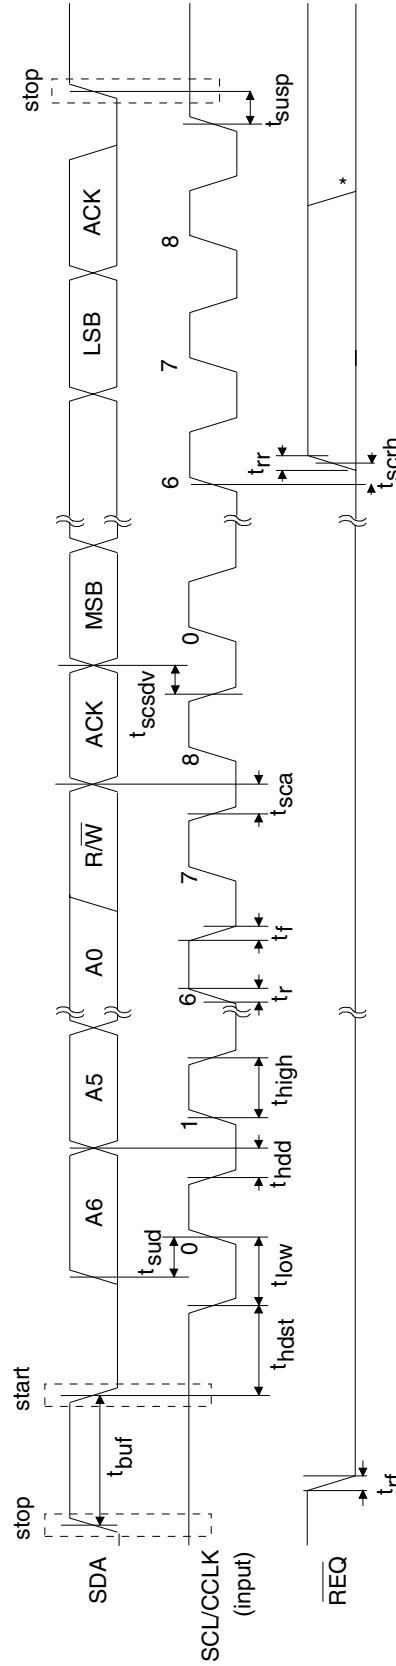 stop
start
stop
SDA
A6
A5
A0
R/W̅
ACK
MSB
LSB
ACK
t_buf
t_sud
t_scsdv
SCL/CCLK
(input)
0
1
6
7
8
0
6
7
8
t_hdst
t_low
t_hdd
t_high
t_r
t_f
t_sca
t_susp
R̅E̅Q̅
t_rf
t_rr
t_scrh
*